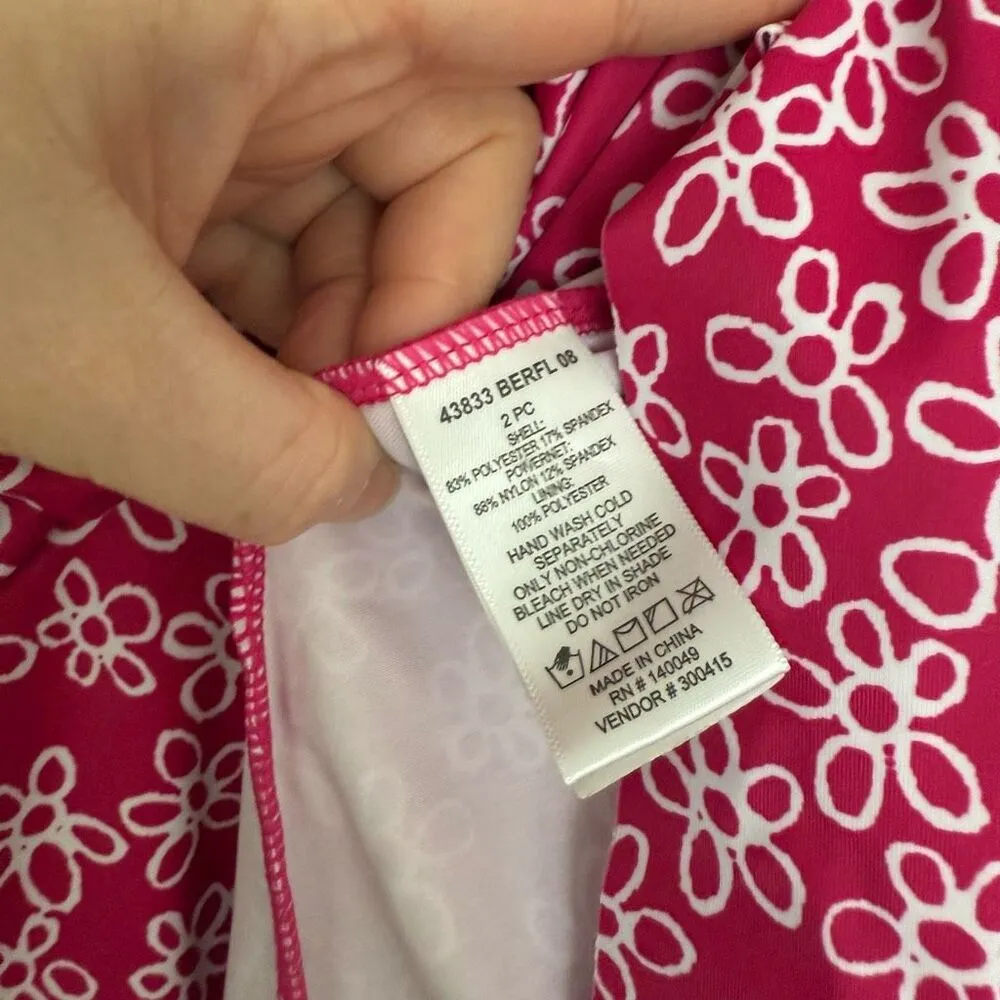 43833 BERFL 08
2 PC
SHELL:
83% POLYESTER 17% SPANDEX
POWERNET:
88% NYLON 12% SPANDEX
LINING:
100% POLYESTER
HAND WASH COLD
SEPARATELY
ONLY NON-CHLORINE
BLEACH WHEN NEEDED
LINE DRY IN SHADE
DO NOT IRON
MADE IN CHINA
RN # 140049
VENDOR # 300415